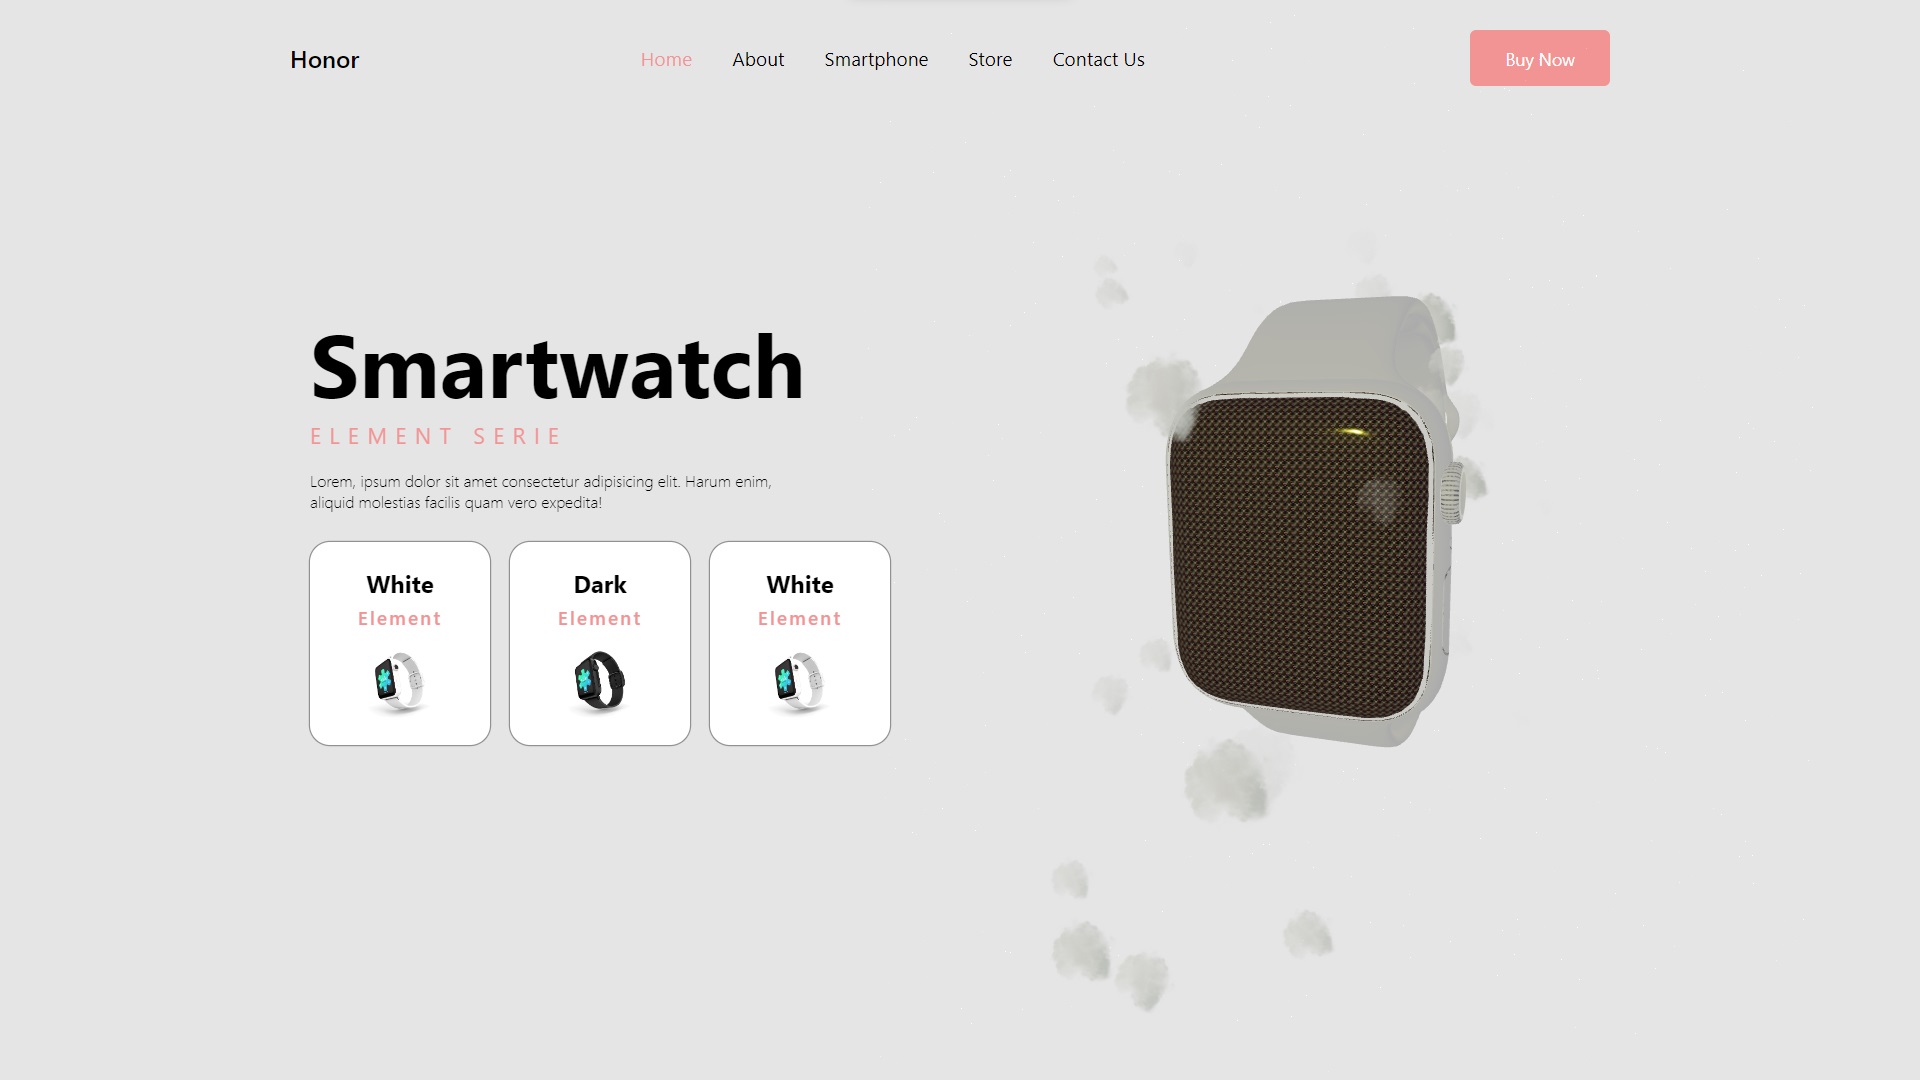 Honor
Home About Smartphone Store Contact Us
Buy Now
Smartwatch
ELEMENT SERIE
Lorem, ipsum dolor sit amet consectetur adipisicing elit. Harum enim,
aliquid molestias facilis quam vero expedita!
White
Element
Dark
Element
White
Element